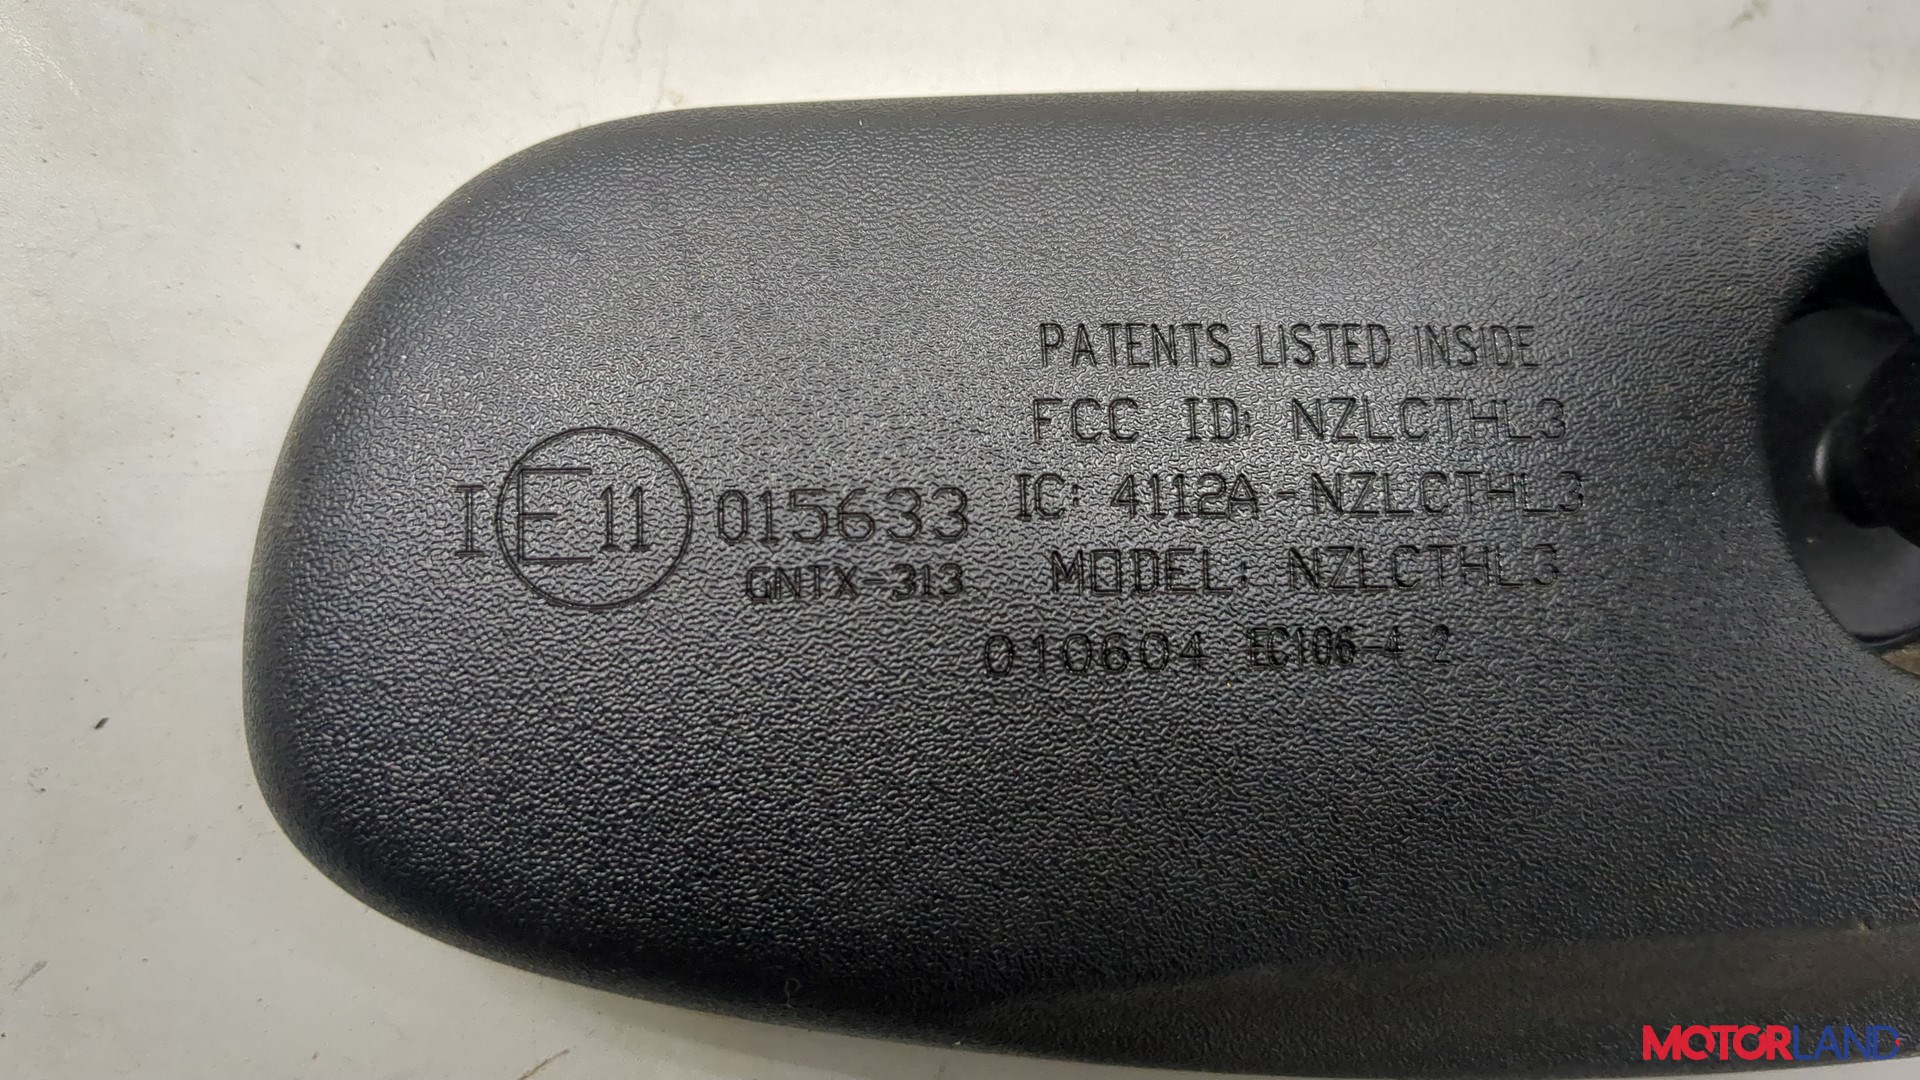 PATENTS LISTED INSIDE
FCC ID: NZLCTHL3
IC: 4112A-NZLCTHL3
MODEL: NZLCTHL3
I E11 015633
GNTX-313
010604 EC106-4 2
MOTORLAND